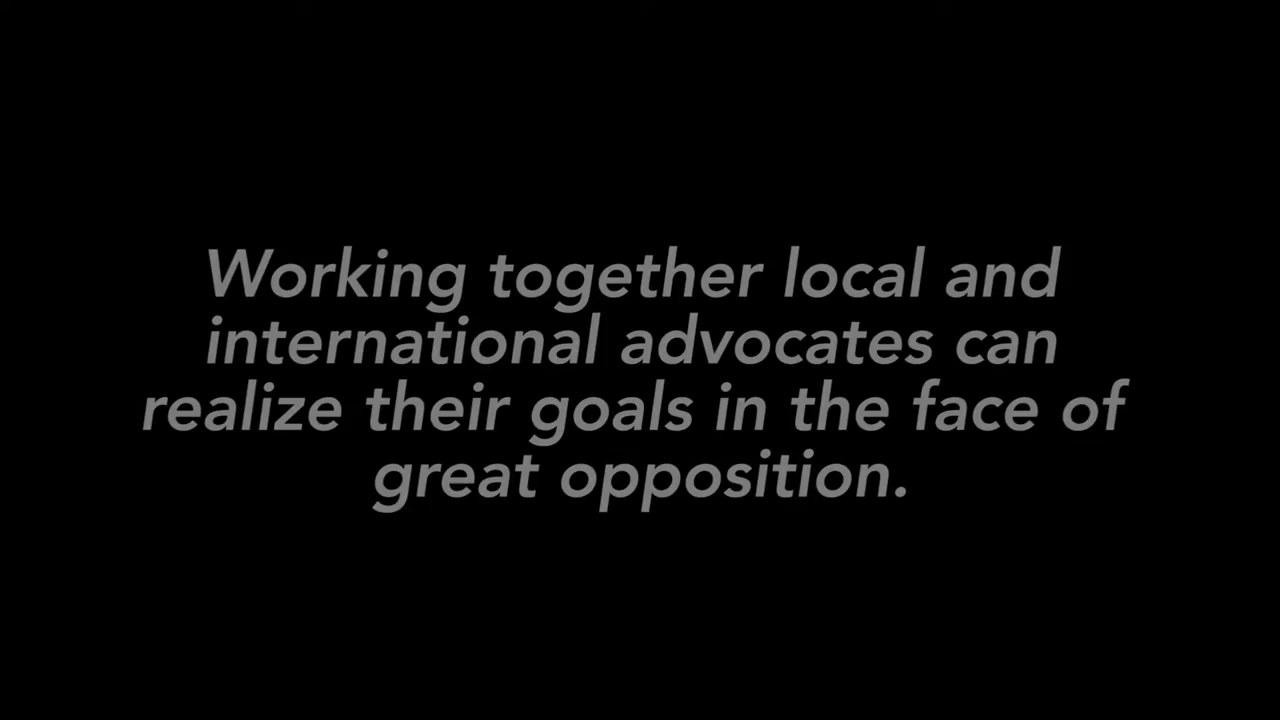 Working together local and
international advocates can
realize their goals in the face of
great opposition.